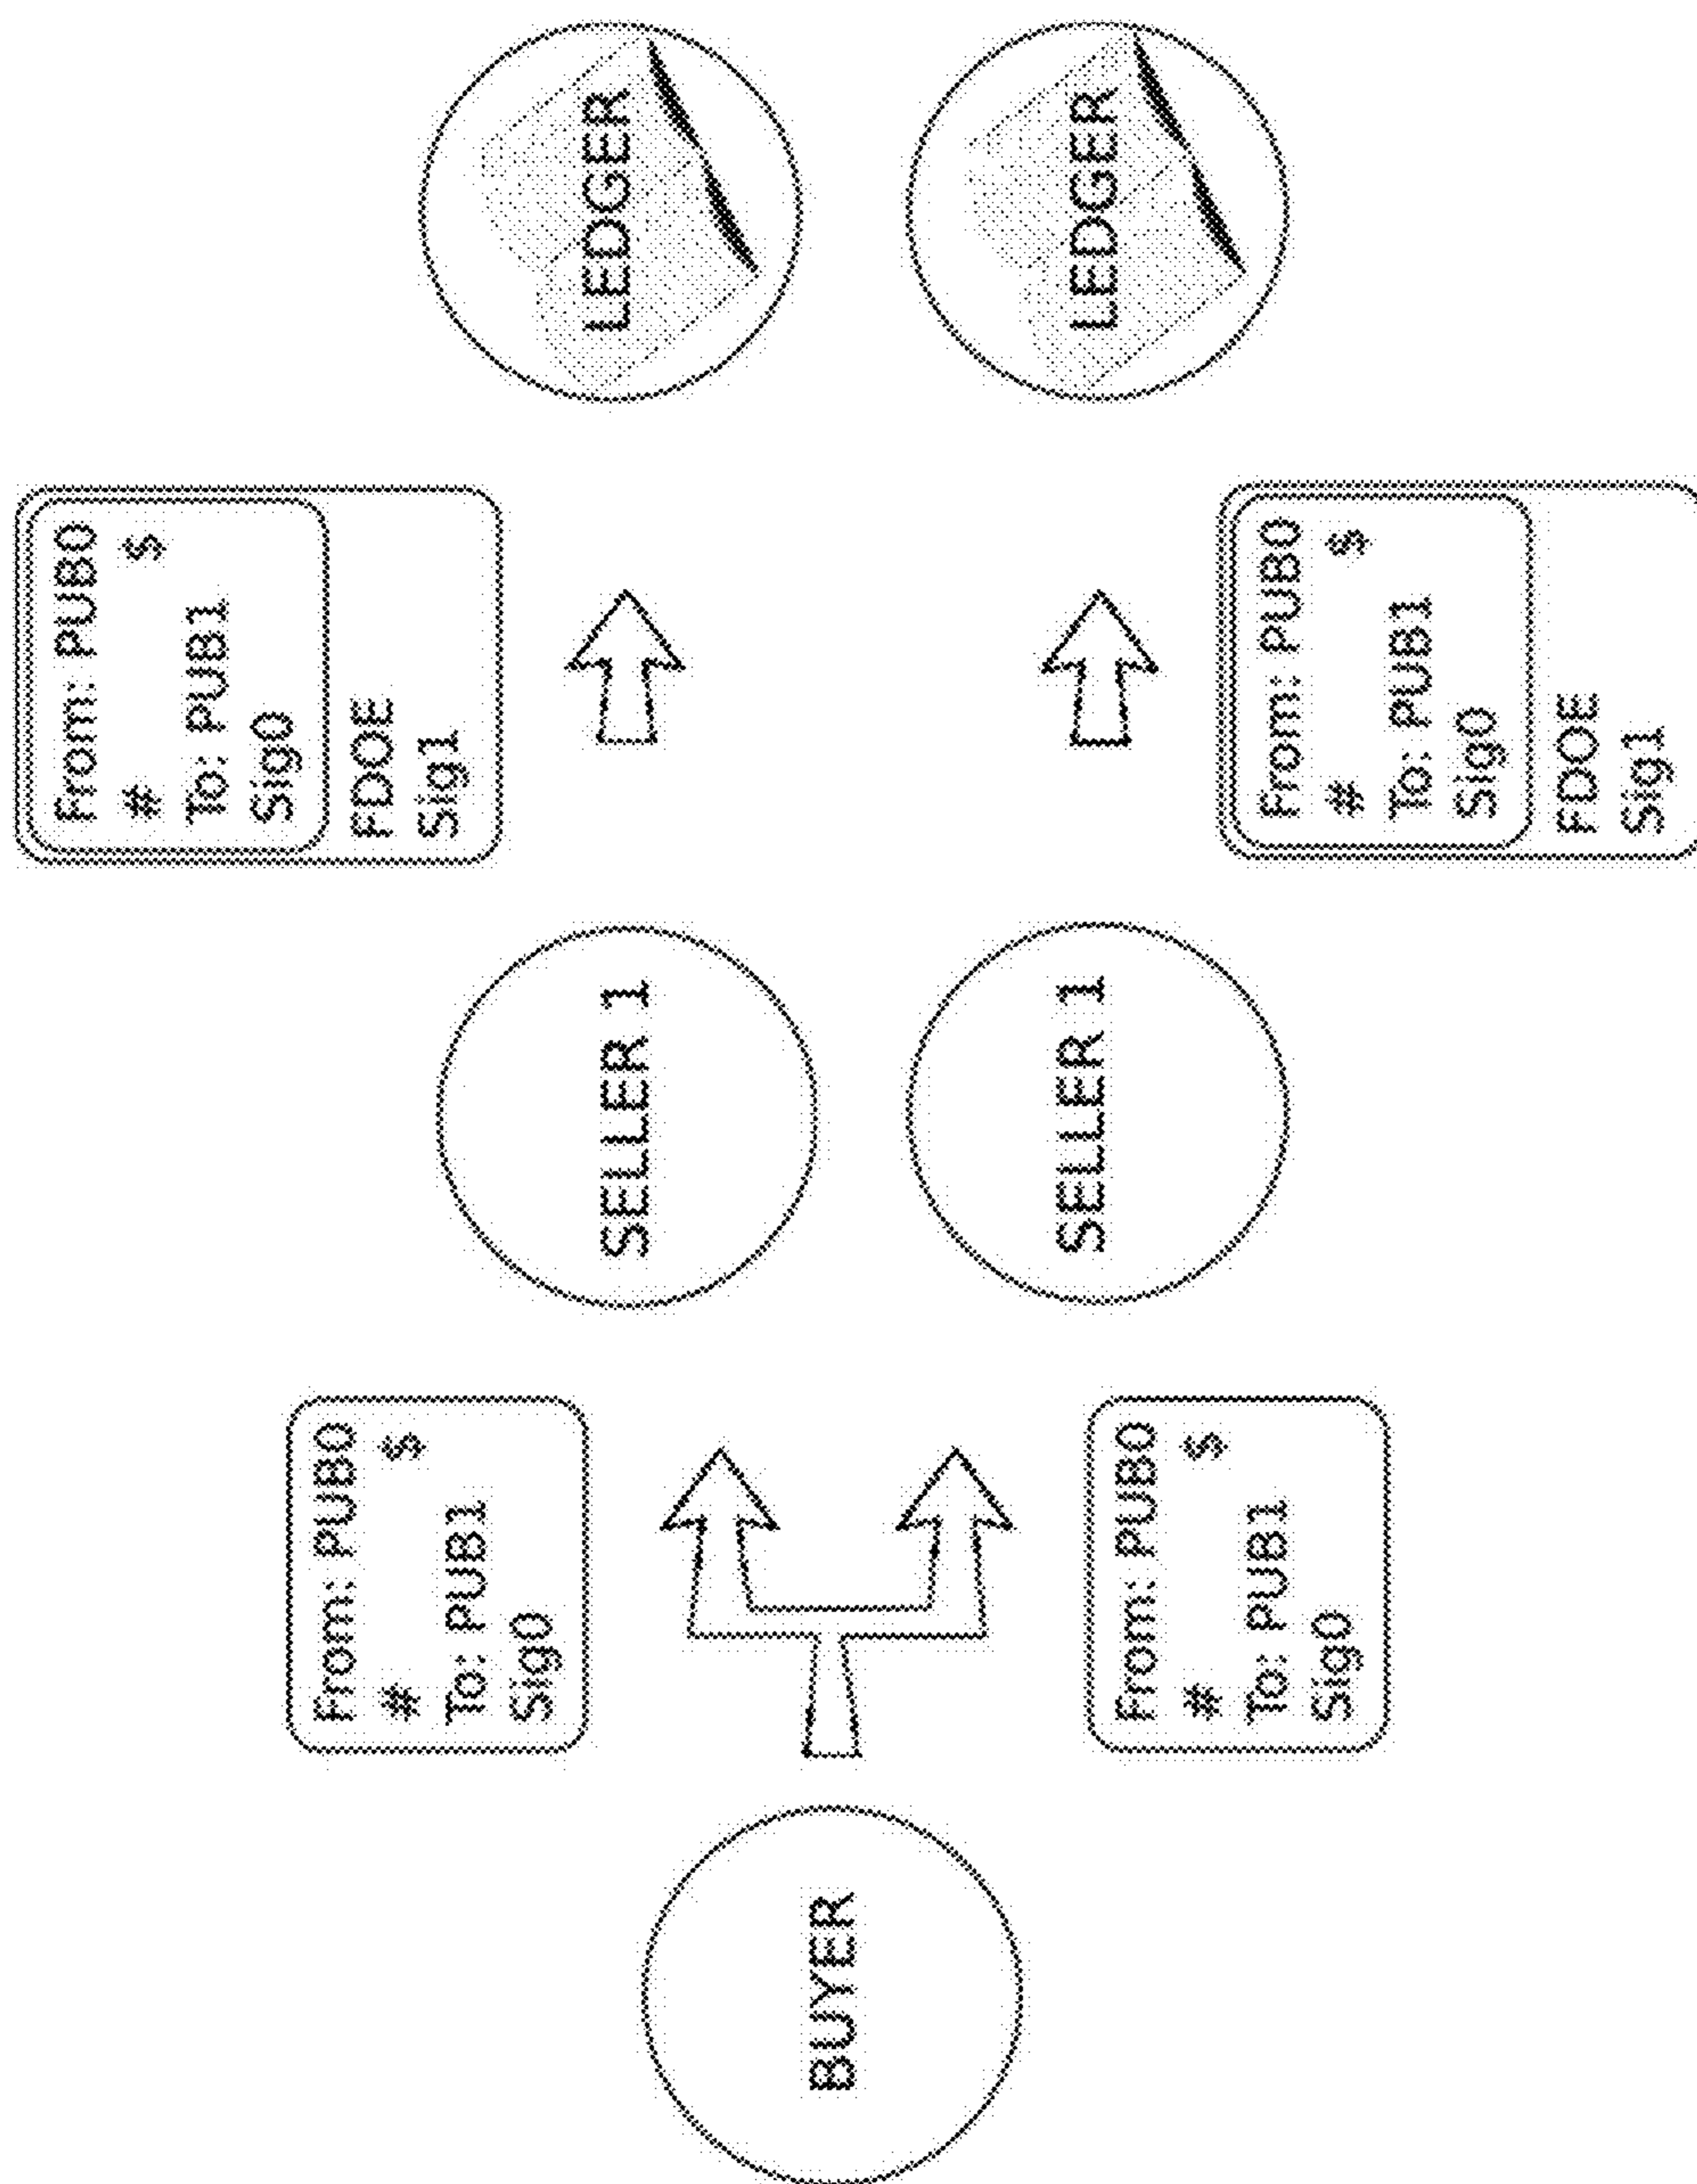 BUYER
From: PUB0
# $
To: PUB1
Sig0
From: PUB0
# $
To: PUB1
Sig0
SELLER 1
SELLER 1
From: PUB0
# $
To: PUB1
Sig0
FDOE
Sig1
From: PUB0
# $
To: PUB1
Sig0
FDOE
Sig1
LEDGER
LEDGER